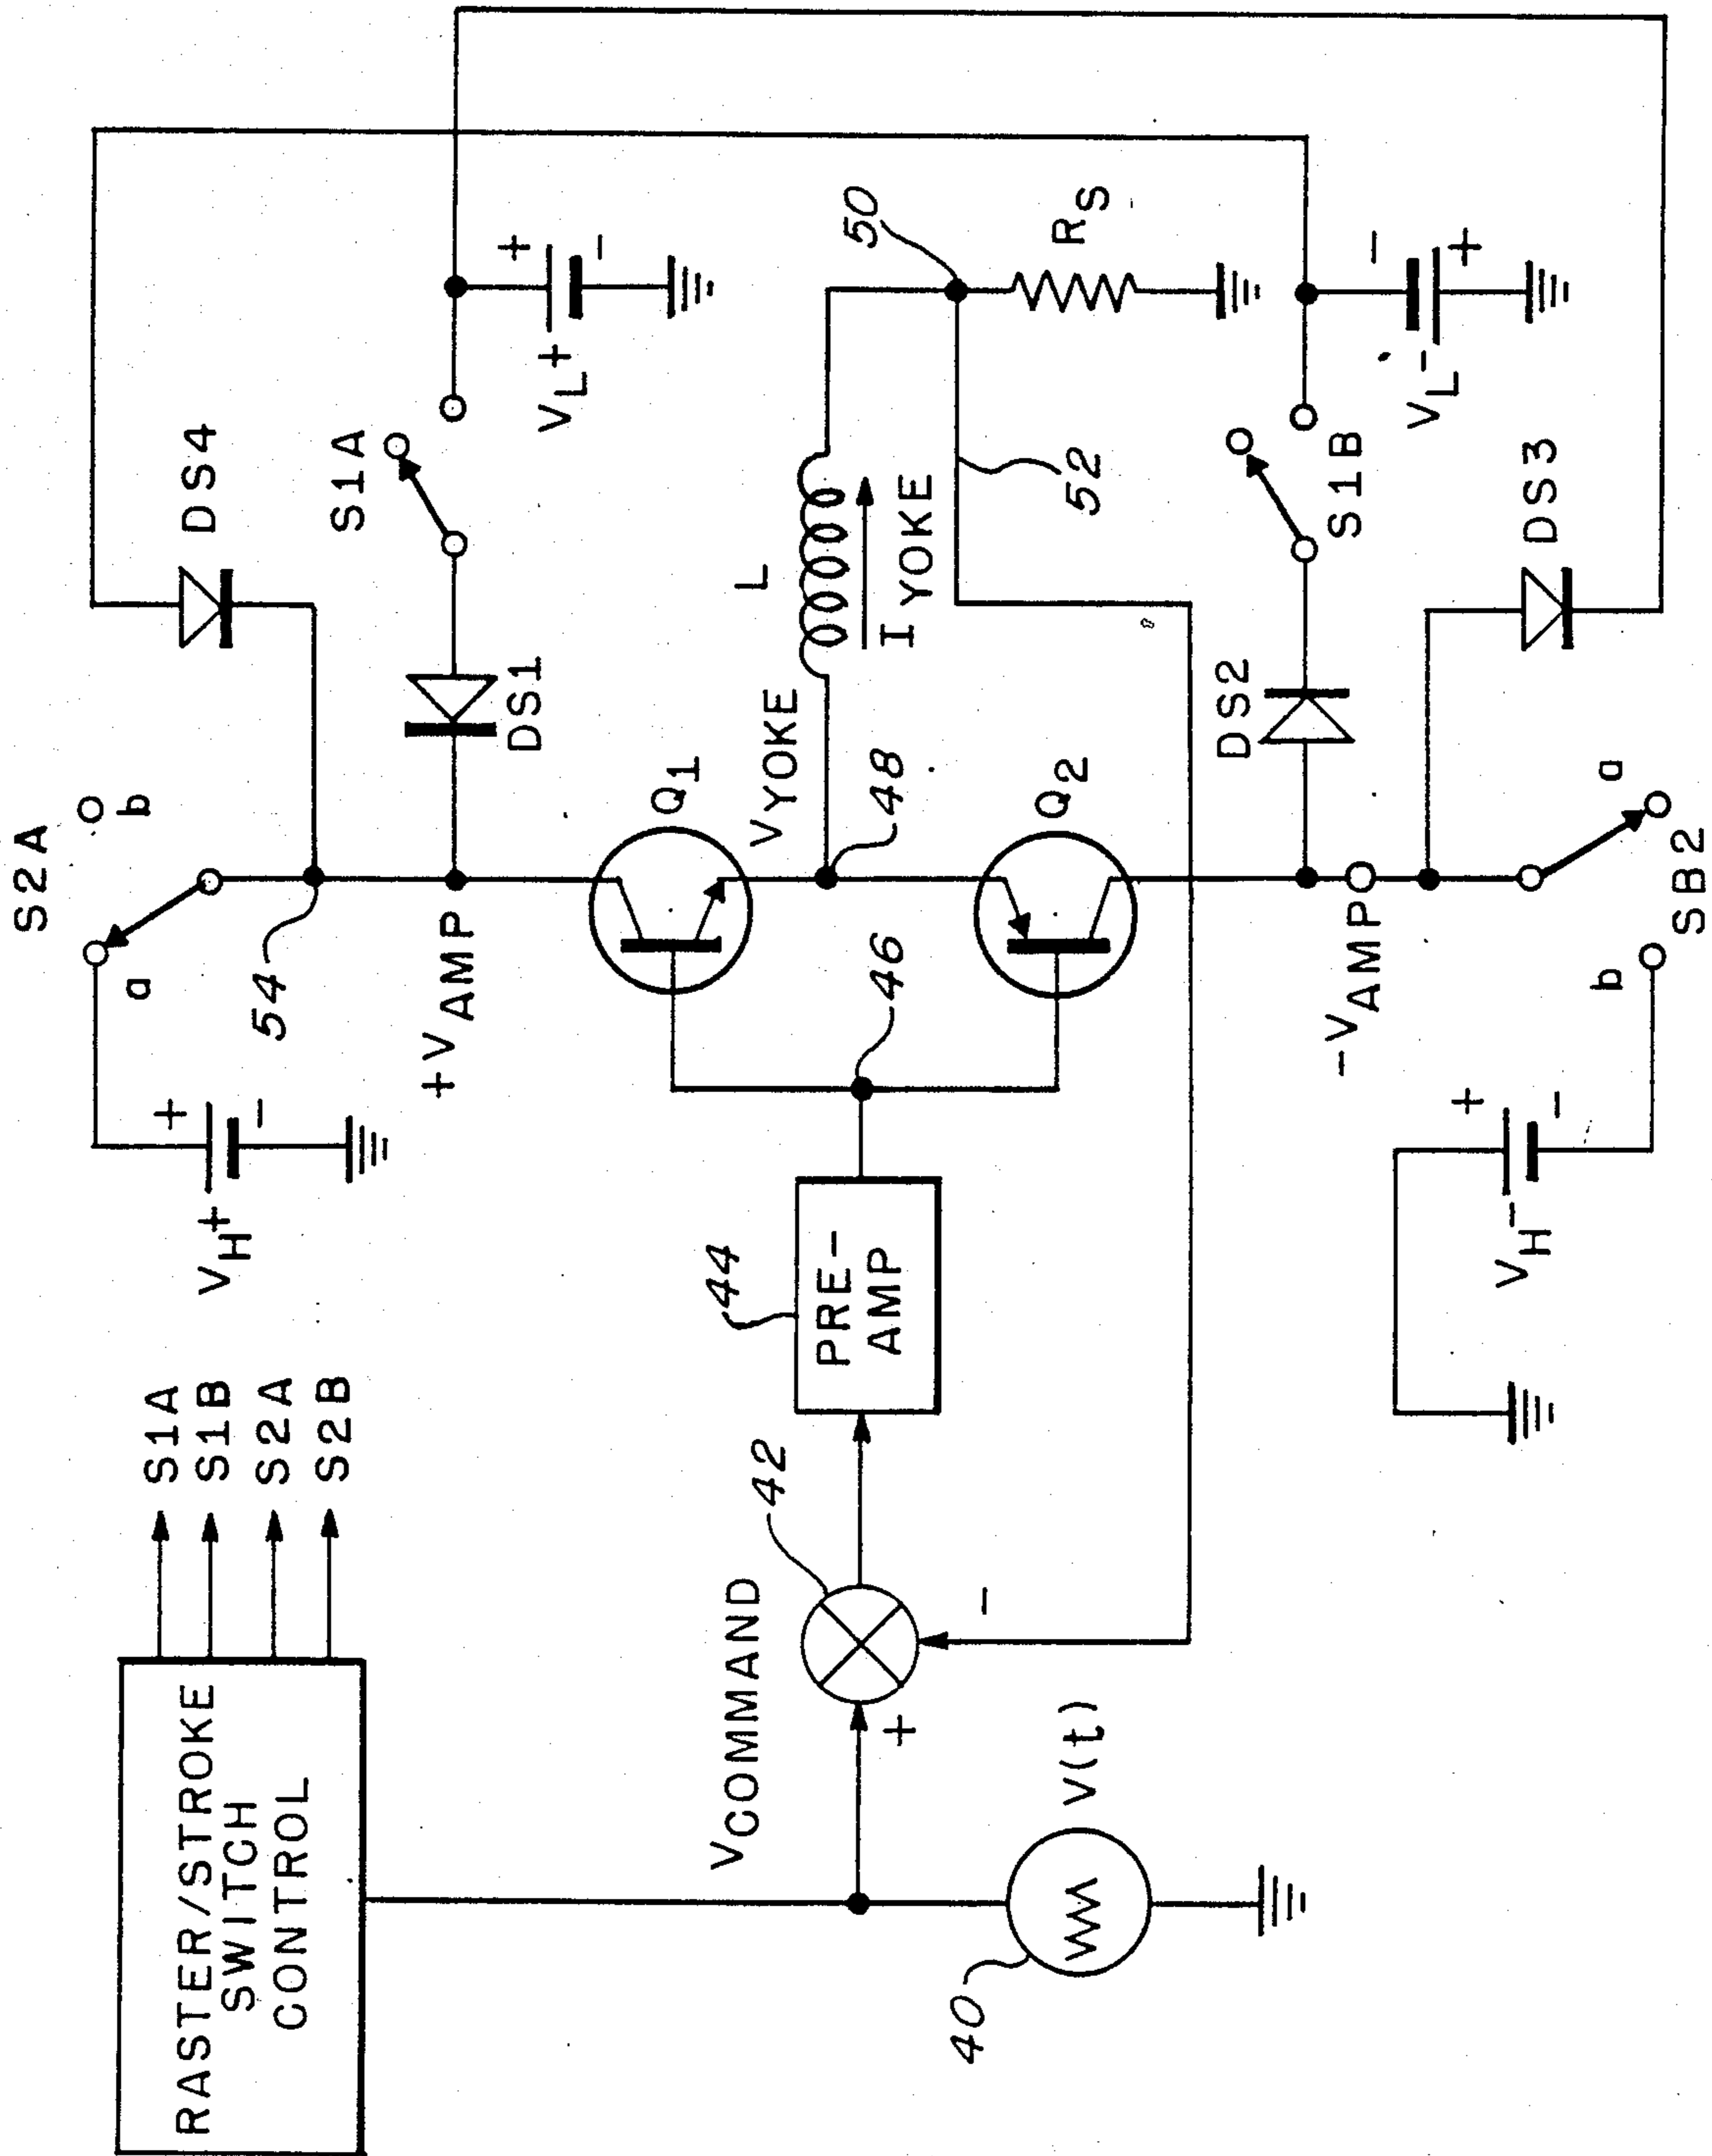 RASTER/STROKE
SWITCH
CONTROL
S1A
S1B
S2A
S2B
S2A
a
b
VH+
+
-
54
DS4
S1A
DS1
+VAMP
VL+
+
-
Q1
VYOKE
48
L
I YOKE
50
RS
52
46
44
PRE-
AMP
42
VCOMMAND
+
-
40
V(t)
Q2
DS2
S1B
VL-
-
+
-VAMP
DS3
SB2
a
b
VH-
+
-